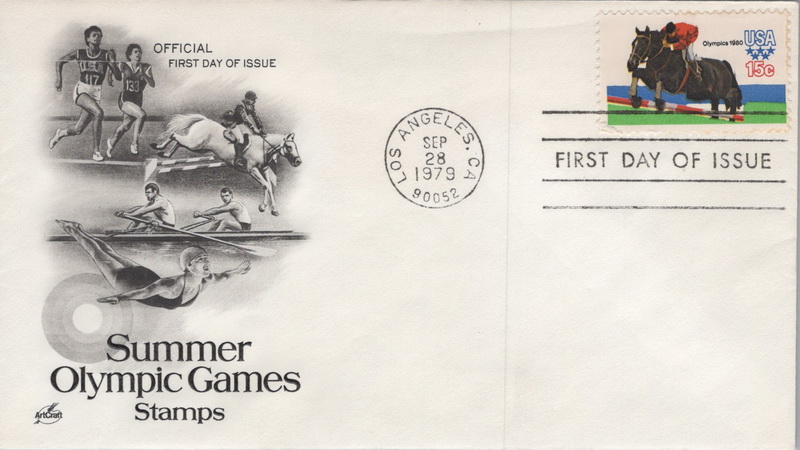 OFFICIAL
FIRST DAY OF ISSUE
117
133
LOS ANGELES, CA
SEP
28
1979
90052
Olympics 1980
USA
15c
FIRST DAY OF ISSUE
Summer
Olympic Games
Stamps
ArtCraft